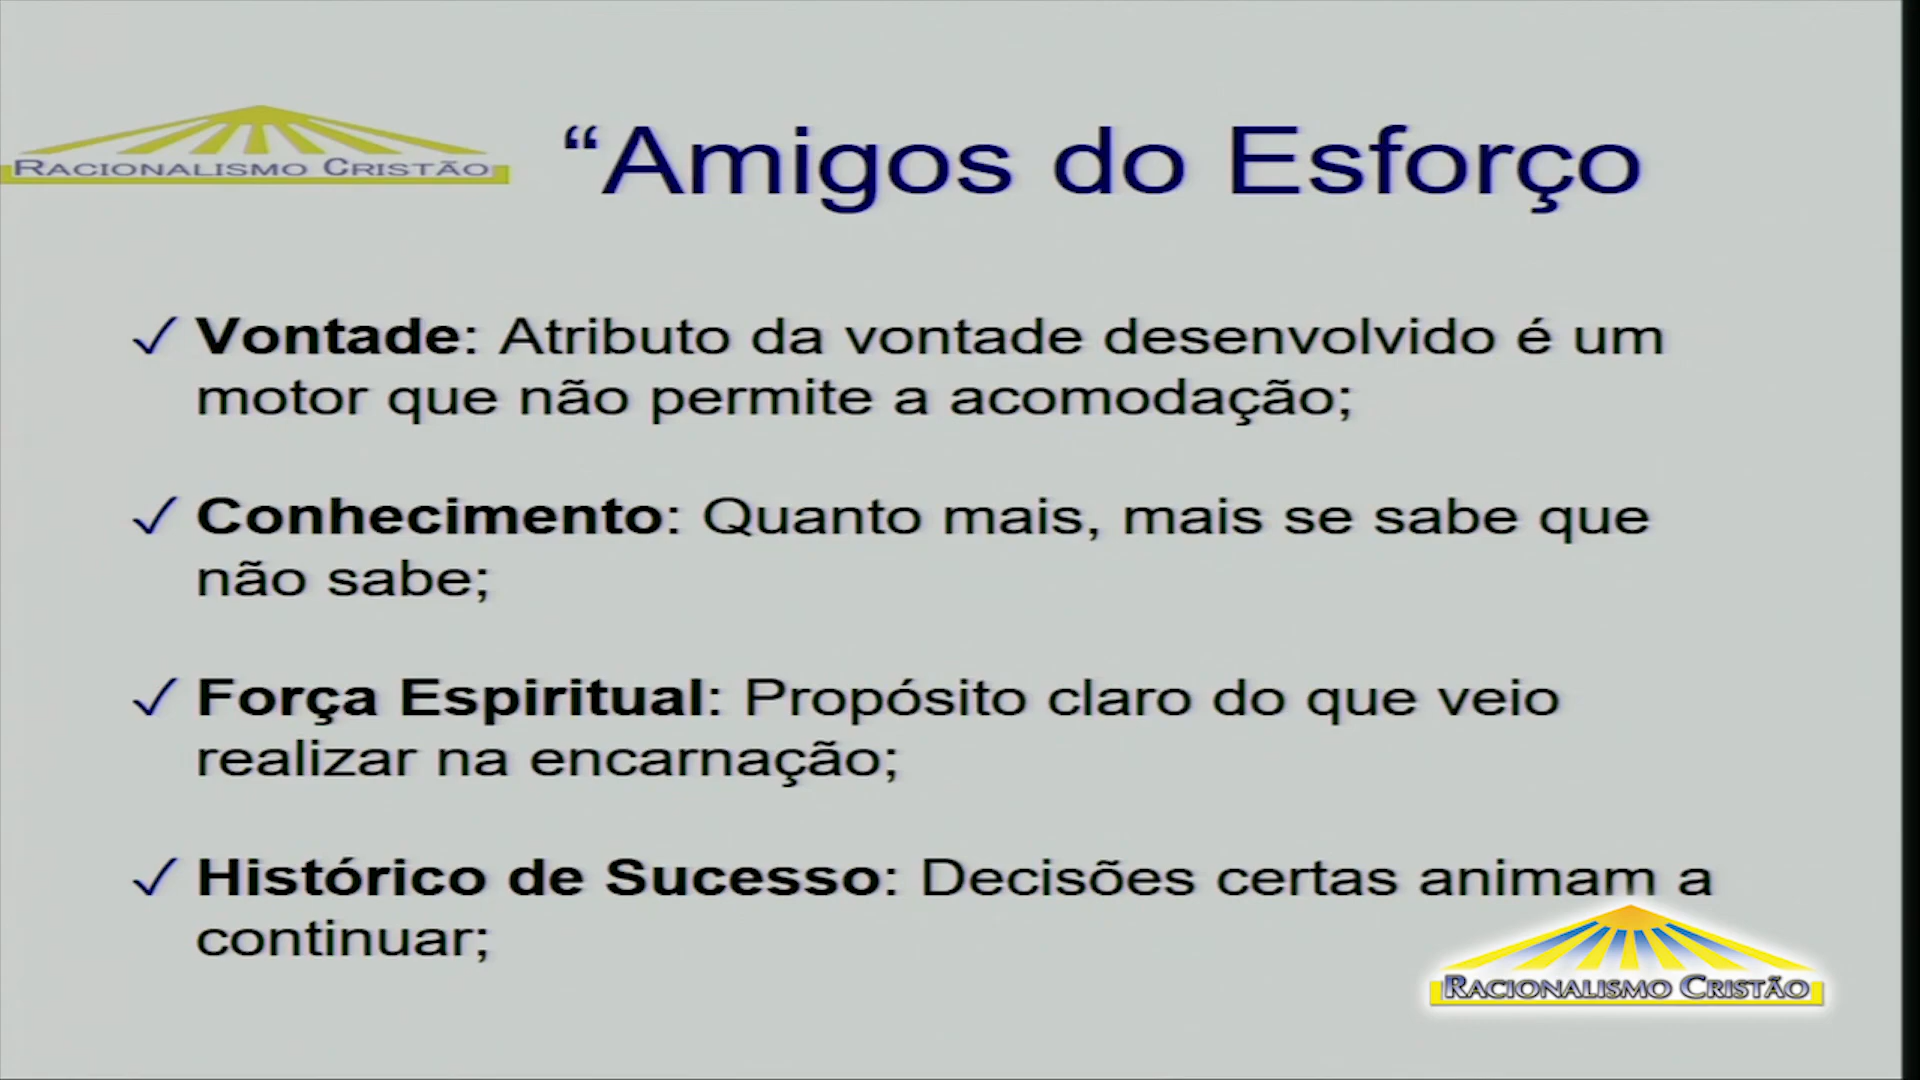 RACIONALISMO CRISTÃO
“Amigos do Esforço
✓ Vontade: Atributo da vontade desenvolvido é um
motor que não permite a acomodação;
✓ Conhecimento: Quanto mais, mais se sabe que
não sabe;
✓ Força Espiritual: Propósito claro do que veio
realizar na encarnação;
✓ Histórico de Sucesso: Decisões certas animam a
continuar;
RACIONALISMO CRISTÃO